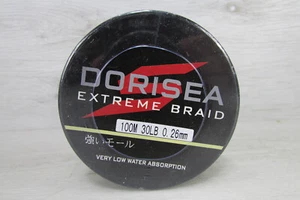 DORISEA
EXTREME BRAID
100M 30LB 0.26mm
強いモール
VERY LOW WATER ABSORPTION